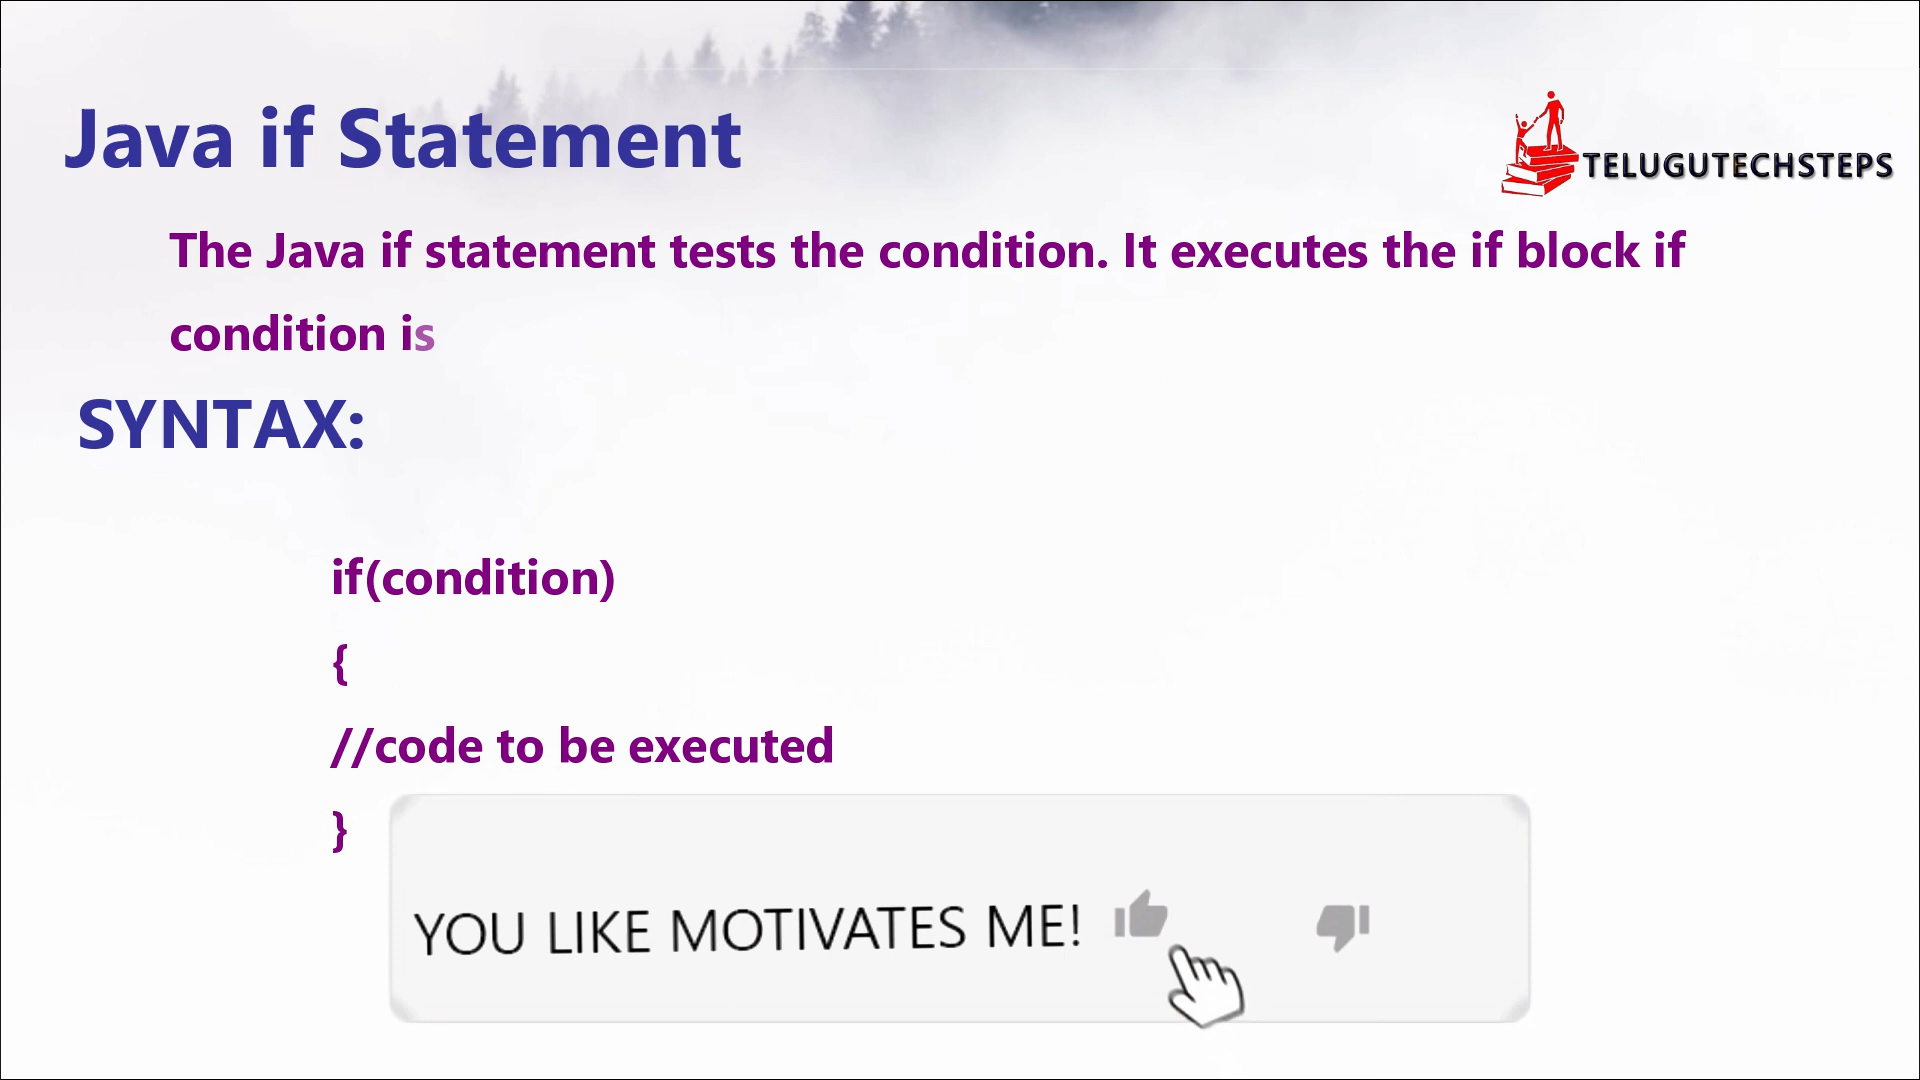 Java if Statement
TELUGUTECHSTEPS
The Java if statement tests the condition. It executes the if block if
condition is
SYNTAX:
if(condition)
{
//code to be executed
}
YOU LIKE MOTIVATES ME!